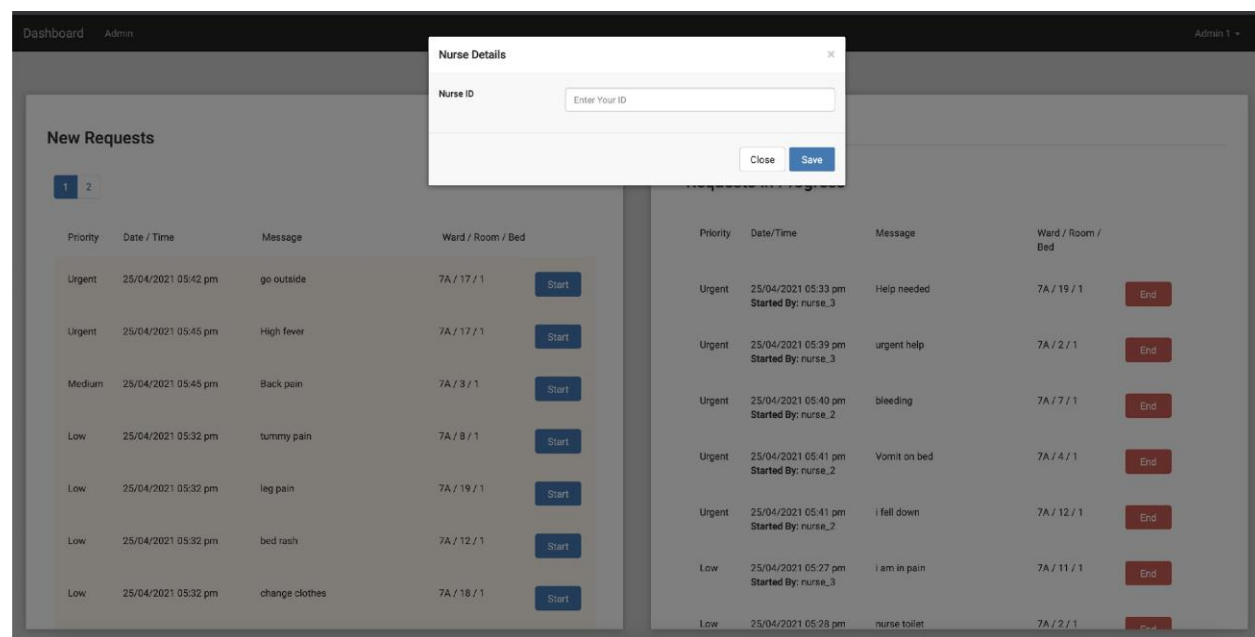 Dashboard Admin Admin 1
Nurse Details ×
Nurse ID Enter Your ID
Close Save
New Requests
1 2
Priority Date / Time Message Ward / Room / Bed
Urgent 25/04/2021 05:42 pm go outside 7A / 17 / 1 Start
Urgent 25/04/2021 05:45 pm High fever 7A / 17 / 1 Start
Medium 25/04/2021 05:45 pm Back pain 7A / 3 / 1 Start
Low 25/04/2021 05:32 pm tummy pain 7A / 8 / 1 Start
Low 25/04/2021 05:32 pm leg pain 7A / 19 / 1 Start
Low 25/04/2021 05:32 pm bed rash 7A / 12 / 1 Start
Low 25/04/2021 05:32 pm change clothes 7A / 18 / 1 Start
Requests In Progress
Priority Date/Time Message Ward / Room /
Bed
Urgent 25/04/2021 05:33 pm Help needed 7A / 19 / 1 End
Started By: nurse_3
Urgent 25/04/2021 05:39 pm urgent help 7A / 2 / 1 End
Started By: nurse_3
Urgent 25/04/2021 05:40 pm bleeding 7A / 7 / 1 End
Started By: nurse_2
Urgent 25/04/2021 05:41 pm Vomit on bed 7A / 4 / 1 End
Started By: nurse_2
Urgent 25/04/2021 05:41 pm i fell down 7A / 12 / 1 End
Started By: nurse_2
Low 25/04/2021 05:27 pm i am in pain 7A / 11 / 1 End
Started By: nurse_3
Low 25/04/2021 05:28 pm nurse toilet 7A / 2 / 1 End